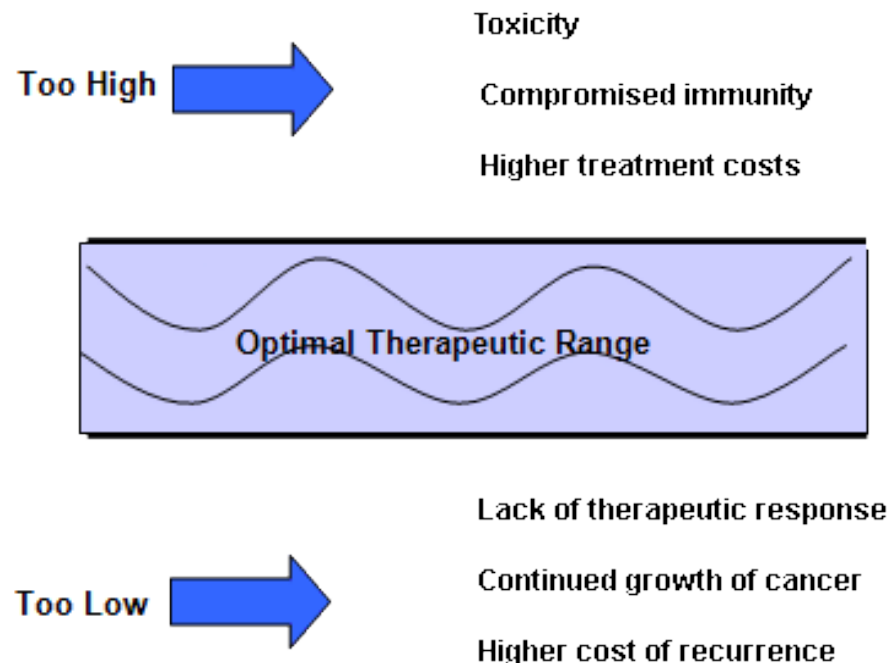 Toxicity
Too High
Compromised immunity
Higher treatment costs
Optimal Therapeutic Range
Lack of therapeutic response
Continued growth of cancer
Too Low
Higher cost of recurrence